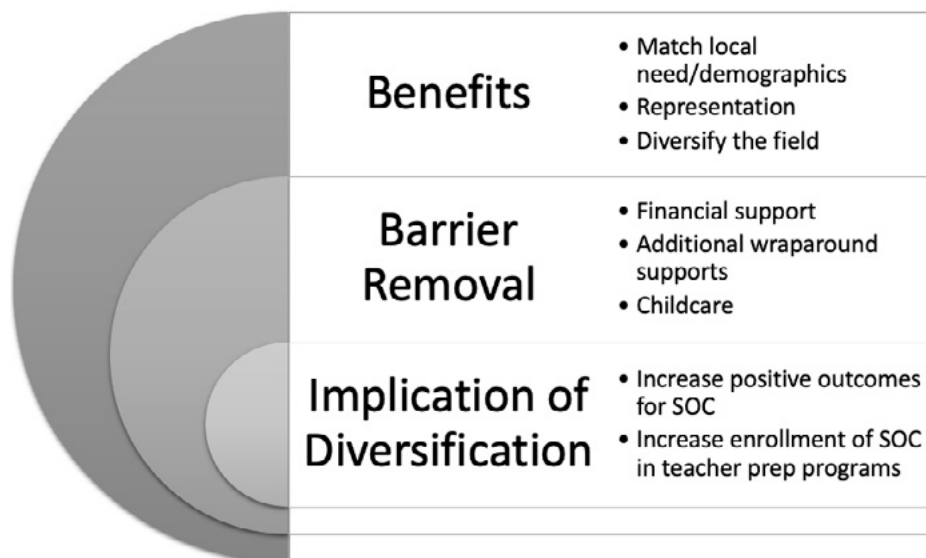 Benefits
• Match local
need/demographics
• Representation
• Diversify the field
Barrier
Removal
• Financial support
• Additional wraparound
supports
• Childcare
Implication of
Diversification
• Increase positive outcomes
for SOC
• Increase enrollment of SOC
in teacher prep programs